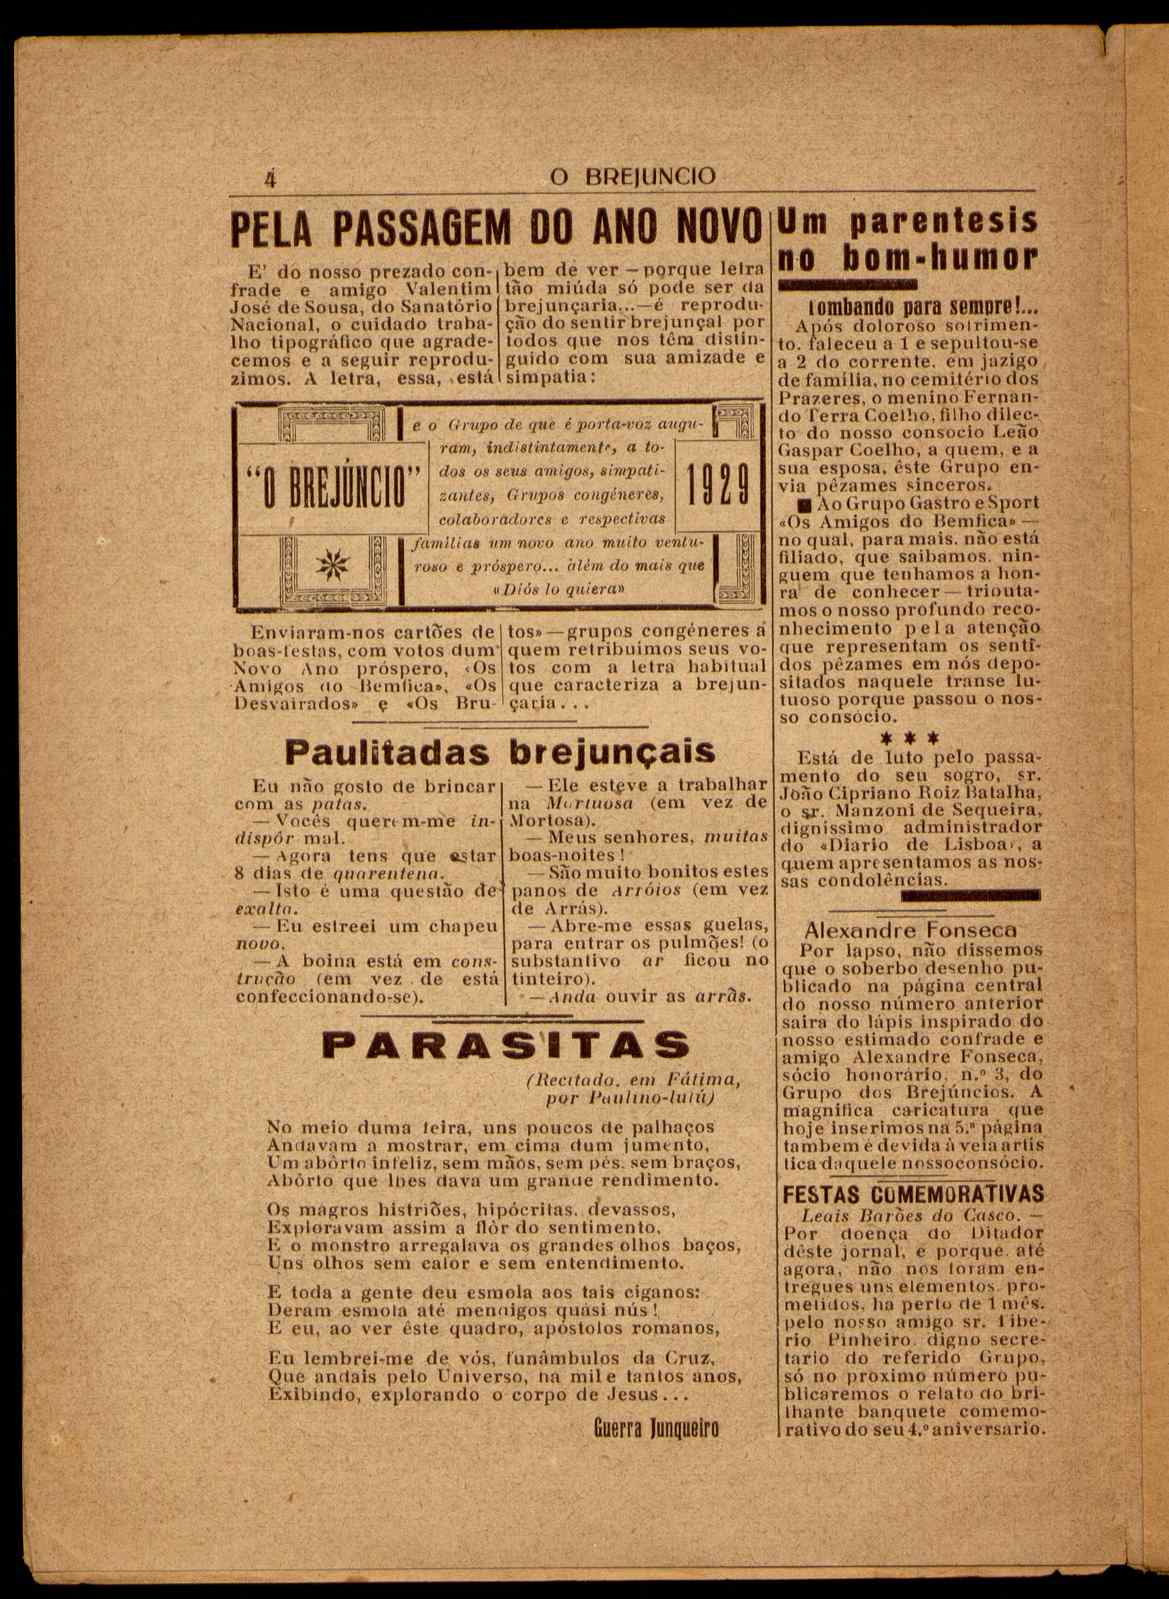 4
O BREJUNCIO
PELA PASSAGEM DO ANO NOVO
E' do nosso prezado con-
frade e amigo Valentim
José de Sousa, do Sanatório
Nacional, o cuidado traba-
lho tipográfico que agrade-
cemos e a seguir reprodu-
zimos. A letra, essa, está
bem de ver — porque letra
tão miúda só pode ser da
brejunçaria...—é reprodu-
ção do sentir brejunçal por
todos que nos têm distin-
guido com sua amizade e
simpatia:
"O BREJÚNCIO"
e o Grupo de que é porta-voz augu-
ram, indistintamente, a to-
dos os seus amigos, simpati-
zantes, Grupos congéneres,
colaboradores e respectivas
famílias um novo ano muito ventu-
roso e próspero... além do mais que
«Diós lo quiera»
1929
Enviaram-nos cartões de
boas-festas, com votos dum
Novo Ano próspero, «Os
Amigos do Bemfica», «Os
Desvairados» e «Os Bru-
tos»—grupos congéneres a
quem retribuimos seus vo-
tos com a letra habitual
que caracteriza a brejun-
çaria...
Paulitadas brejunçais
Eu não gosto de brincar
com as patas.
— Vocês querem-me in-
dispôr mal.
— Agora tens que estar
8 dias de quarentena.
— Isto é uma questão de
exalta.
— Eu estreei um chapeu
novo.
— A boina está em cons-
trução (em vez de está
confeccionando-se).
— Ele esteve a trabalhar
na Mortuosa (em vez de
Mortosa).
— Meus senhores, muitas
boas-noites!
— São muito bonitos estes
panos de Arróios (em vez
de Arrás).
— Abre-me essas guelas,
para entrar os pulmões! (o
substantivo ar ficou no
tinteiro).
— Anda ouvir as arrãs.
PARASITAS
(Recitado, em Fátima,
por Paulino-lulú)
No meio duma feira, uns poucos de palhaços
Andavam a mostrar, em cima dum jumento,
Um abôrto infeliz, sem mãos, sem pés, sem braços,
Abôrto que lhes dava um grande rendimento.
Os magros histriões, hipócritas, devassos,
Exploravam assim a flôr do sentimento,
E o monstro arregalava os grandes olhos baços,
Uns olhos sem calor e sem entendimento.
E toda a gente deu esmola aos tais ciganos:
Deram esmola até mendigos quási nús!
E eu, ao ver êste quadro, apóstolos romanos,
Eu lembrei-me de vós, funâmbulos da Cruz,
Que andais pelo Universo, na mil e tantos anos,
Exibindo, explorando o corpo de Jesus...
Guerra Junqueiro
Um parentesis
no bom-humor
Tombando para sempre!...
Após doloroso sofrimen-
to, faleceu a 1 e sepultou-se
a 2 do corrente, em jazigo
de família, no cemitério dos
Prazeres, o menino Fernan-
do Terra Coelho, filho dilec-
to do nosso consocio Leão
Gaspar Coelho, a quem, e a
sua esposa, êste Grupo en-
via pêzames sinceros.
■ Ao Grupo Gastro e Sport
«Os Amigos do Bemfica» —
no qual, para mais, não está
filiado, que saibamos, nin-
guem que tenhamos a hon-
ra de conhecer — tributa-
mos o nosso profundo reco-
nhecimento pela atenção
que representam os senti-
dos pêzames em nós depo-
sitados naquele transe lu-
tuoso porque passou o nos-
so consócio.
* * *
Está de luto pelo passa-
mento do seu sogro, sr.
João Cipriano Roiz Batalha,
o sr. Manzoni de Sequeira,
digníssimo administrador
do «Diario de Lisboa», a
quem apresentamos as nos-
sas condolências.
Alexandre Fonseca
Por lapso, não dissemos
que o soberbo desenho pu-
blicado na página central
do nosso número anterior
saira do lápis inspirado do
nosso estimado confrade e
amigo Alexandre Fonseca,
sócio honorário, n.º 3, do
Grupo dos Brejúncios. A
magnifica caricatura que
hoje inserimos na 5.ª página
tambem é devida à veia artis
tica daquele nosso consócio.
FESTAS COMEMORATIVAS
Leais Barões do Casco. —
Por doença do Ditador
dêste jornal, e porque, até
agora, não nos foram en-
tregues uns elementos, pro-
metidos, ha perto de 1 mês,
pelo nosso amigo sr. Tibe-
rio Pinheiro, digno secre-
tario do referido Grupo,
só no proximo número pu-
blicaremos o relato do bri-
lhante banquete comemo-
rativo do seu 4.º aniversario.